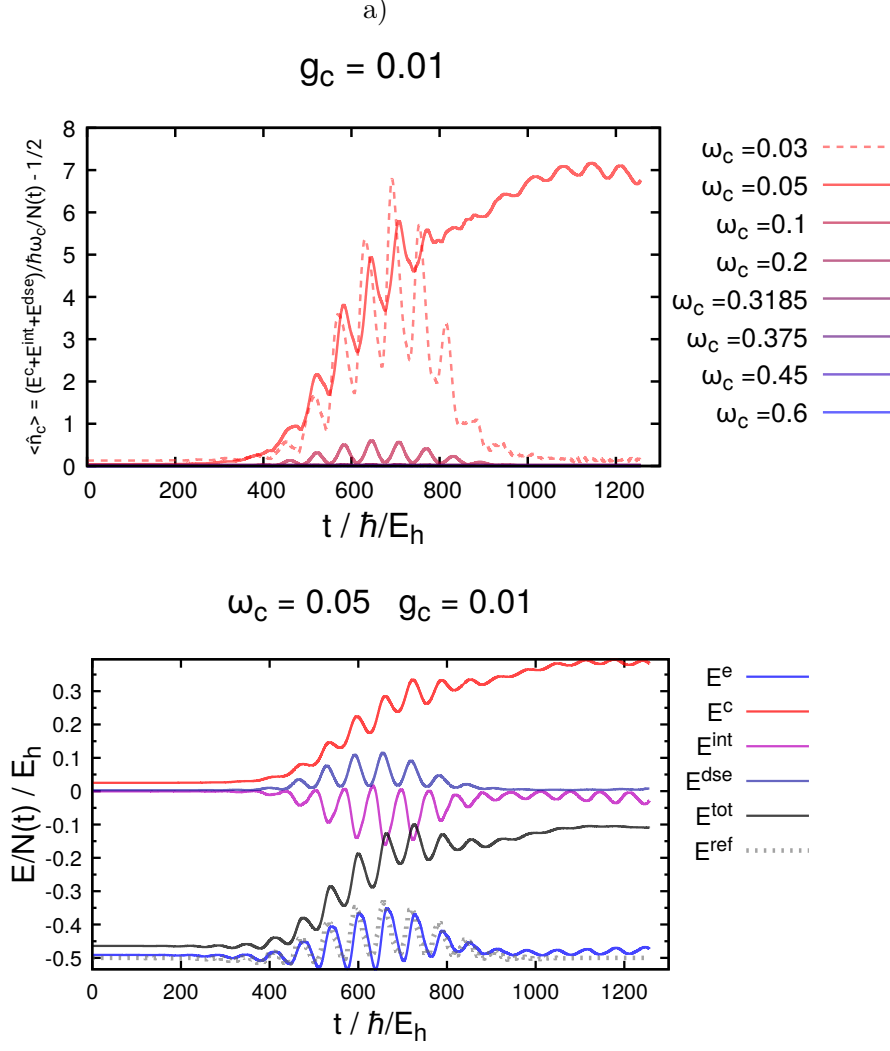 a)
g_c = 0.01
<n̂_c> = (E^c+E^int+E^dse)/ħω_c/N(t) - 1/2
8
7
6
5
4
3
2
1
0
0 200 400 600 800 1000 1200
t / ħ/E_h
ω_c =0.03
ω_c =0.05
ω_c =0.1
ω_c =0.2
ω_c =0.3185
ω_c =0.375
ω_c =0.45
ω_c =0.6
ω_c = 0.05 g_c = 0.01
E/N(t) / E_h
0.3
0.2
0.1
0
-0.1
-0.2
-0.3
-0.4
-0.5
0 200 400 600 800 1000 1200
t / ħ/E_h
E^e
E^c
E^int
E^dse
E^tot
E^ref